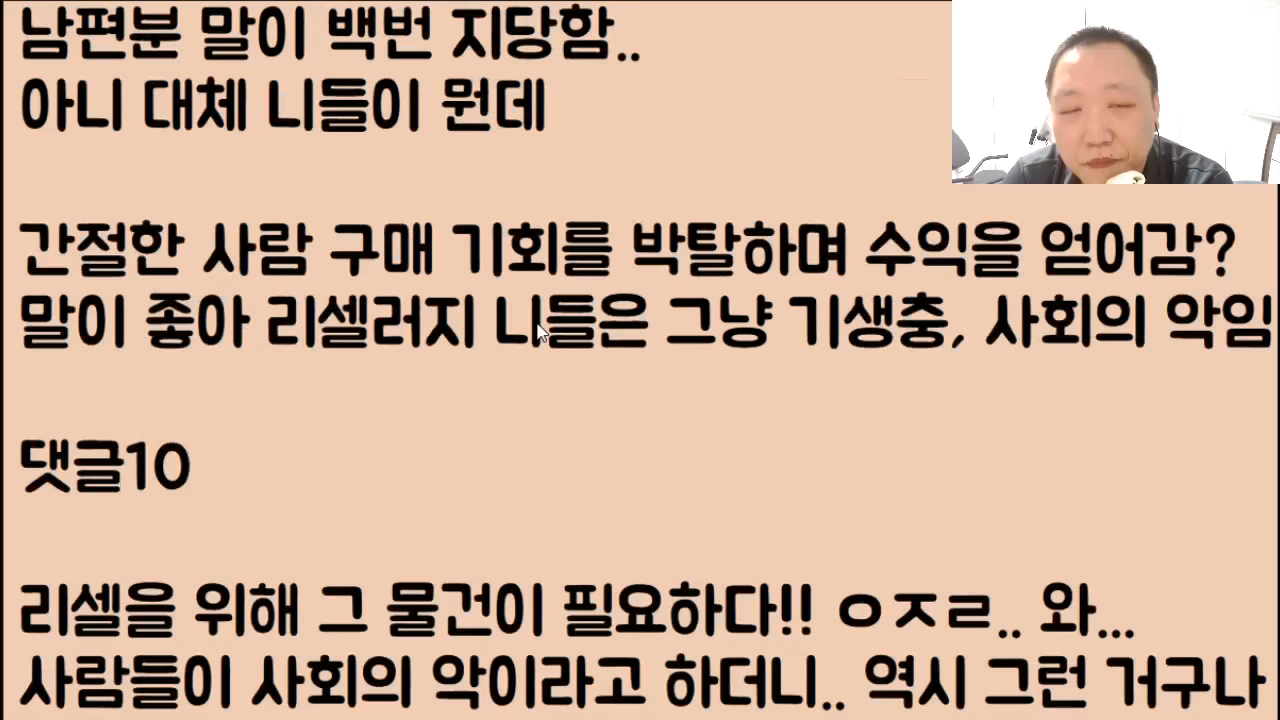 남편분 말이 백번 지당함..
아니 대체 니들이 뭔데
간절한 사람 구매 기회를 박탈하며 수익을 얻어감?
말이 좋아 리셀러지 니들은 그냥 기생충, 사회의 악임
댓글10
리셀을 위해 그 물건이 필요하다!! ㅇㅈㄹ.. 와...
사람들이 사회의 악이라고 하더니.. 역시 그런 거구나